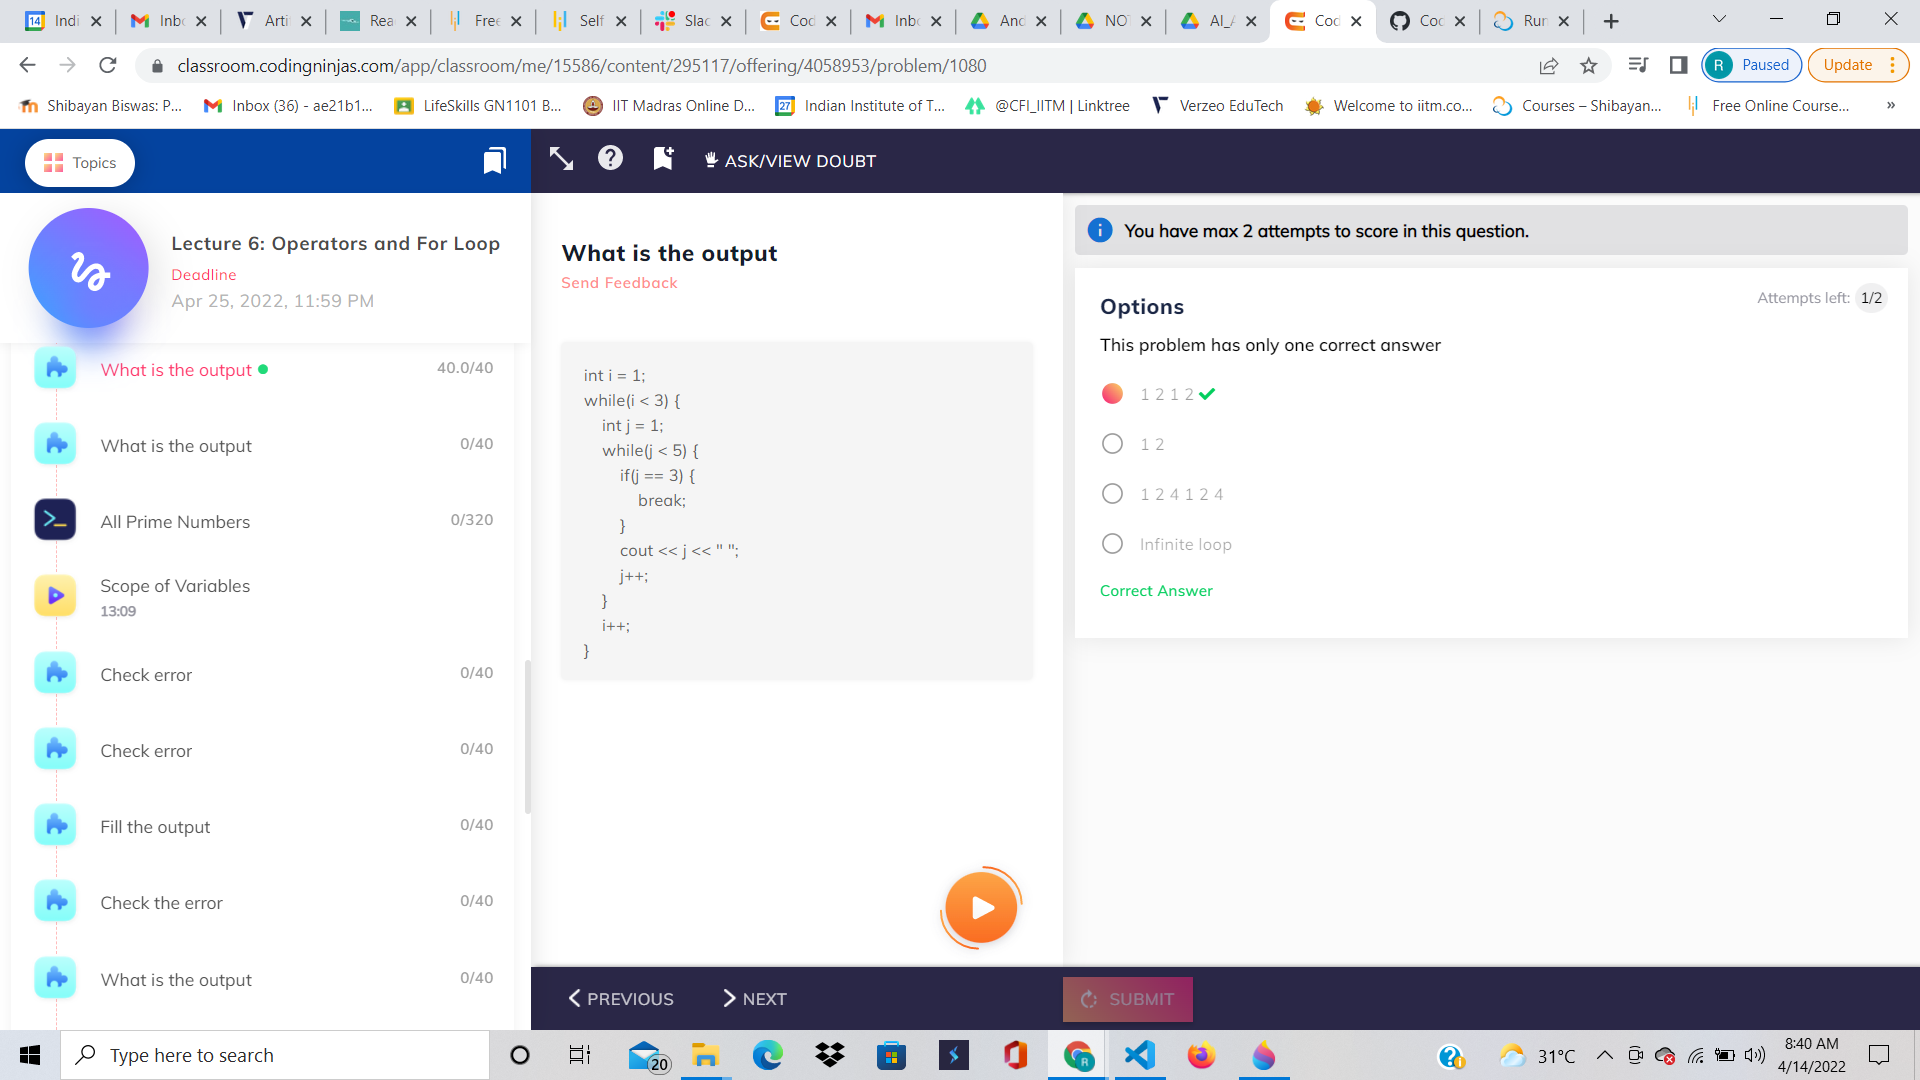 Indi
Inbo
Arti
Rea
Free
Self
Slac
Cod
Inbo
And
NOT
AI_A
Cod
Coc
Run
classroom.codingninjas.com/app/classroom/me/15586/content/295117/offering/4058953/problem/1080
R Paused
Update
Shibayan Biswas: P...
Inbox (36) - ae21b1...
LifeSkills GN1101 B...
IIT Madras Online D...
Indian Institute of T...
@CFI_IITM | Linktree
Verzeo EduTech
Welcome to iitm.co...
Courses – Shibayan...
Free Online Course...
»
Topics
ASK/VIEW DOUBT
Lecture 6: Operators and For Loop
Deadline
Apr 25, 2022, 11:59 PM
What is the output 40.0/40
What is the output 0/40
All Prime Numbers 0/320
Scope of Variables
13:09
Check error 0/40
Check error 0/40
Fill the output 0/40
Check the error 0/40
What is the output 0/40
What is the output
Send Feedback
int i = 1;
while(i < 3) {
int j = 1;
while(j < 5) {
if(j == 3) {
break;
}
cout << j << " ";
j++;
}
i++;
}
PREVIOUS
NEXT
You have max 2 attempts to score in this question.
Options
Attempts left: 1/2
This problem has only one correct answer
1 2 1 2
1 2
1 2 4 1 2 4
Infinite loop
Correct Answer
SUBMIT
Type here to search
20
31°C
8:40 AM
4/14/2022